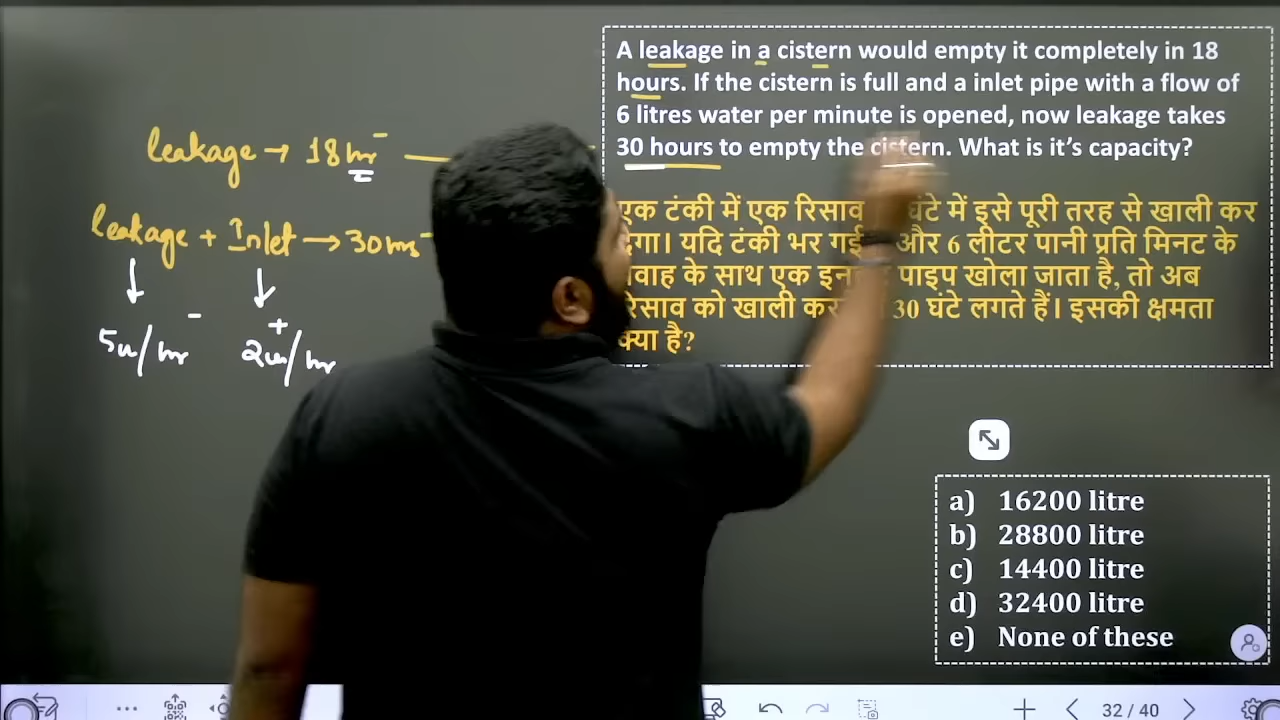 A leakage in a cistern would empty it completely in 18
hours. If the cistern is full and a inlet pipe with a flow of
6 litres water per minute is opened, now leakage takes
30 hours to empty the cistern. What is it's capacity?
एक टंकी में एक रिसाव में इसे पूरी तरह से खाली कर
यदि टंकी भर और 6 लीटर पानी प्रति मिनट के
के साथ एक पाइप खोला जाता है, तो अब
को खाली 30 घंटे लगते हैं। इसकी क्षमता
क्या है?
leakage → 18 hr -
leakage + Inlet → 30 hrs -
5u/hr -
+ 2u/hr
a) 16200 litre
b) 28800 litre
c) 14400 litre
d) 32400 litre
e) None of these
32 / 40